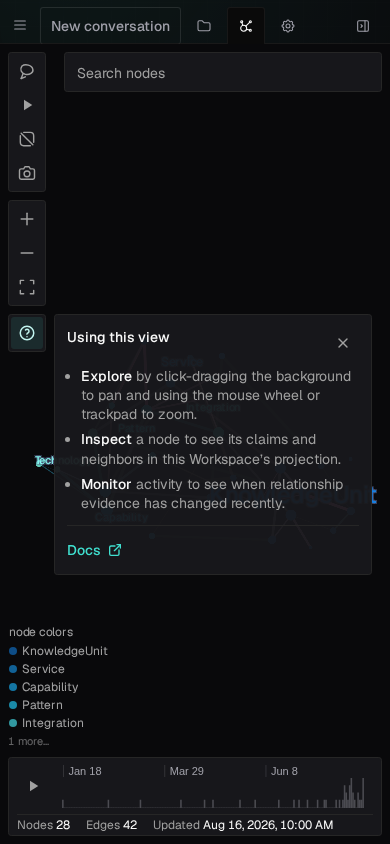 New conversation
Search nodes
Using this view
Explore by click-dragging the background
to pan and using the mouse wheel or
trackpad to zoom.
Inspect a node to see its claims and
neighbors in this Workspace's projection.
Monitor activity to see when relationship
evidence has changed recently.
Docs
node colors
KnowledgeUnit
Service
Capability
Pattern
Integration
1 more...
Jan 18
Mar 29
Jun 8
Nodes 28 Edges 42 Updated Aug 16, 2026, 10:00 AM